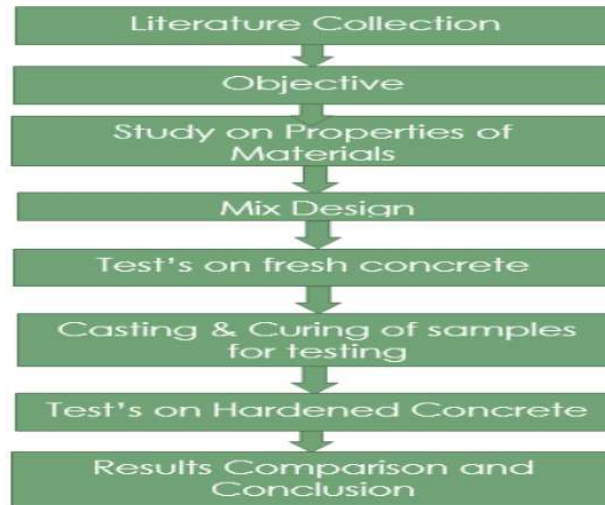 Literature Collection
Objective
Study on Properties of
Materials
Mix Design
Test's on fresh concrete
Casting & Curing of samples
for testing
Test's on Hardened Concrete
Results Comparison and
Conclusion